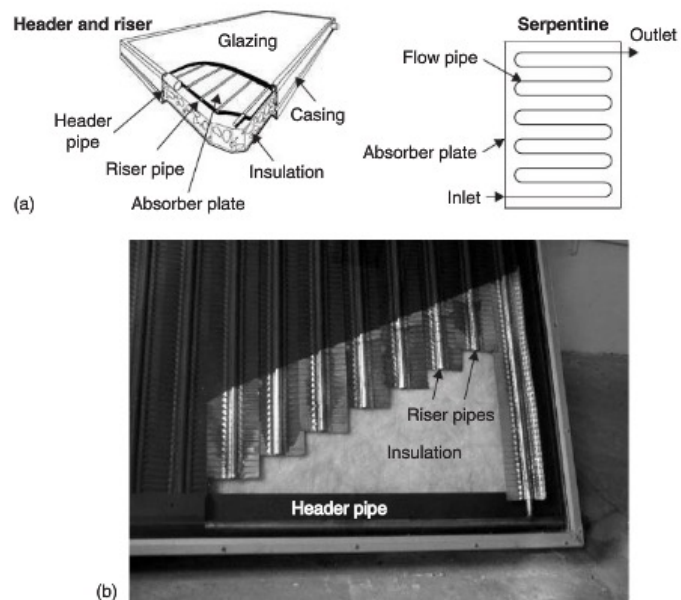 Header and riser
Glazing
Header
pipe
Riser pipe
Absorber plate
Casing
Insulation
(a)
Serpentine
Outlet
Flow pipe
Absorber plate
Inlet
Riser pipes
Insulation
Header pipe
(b)